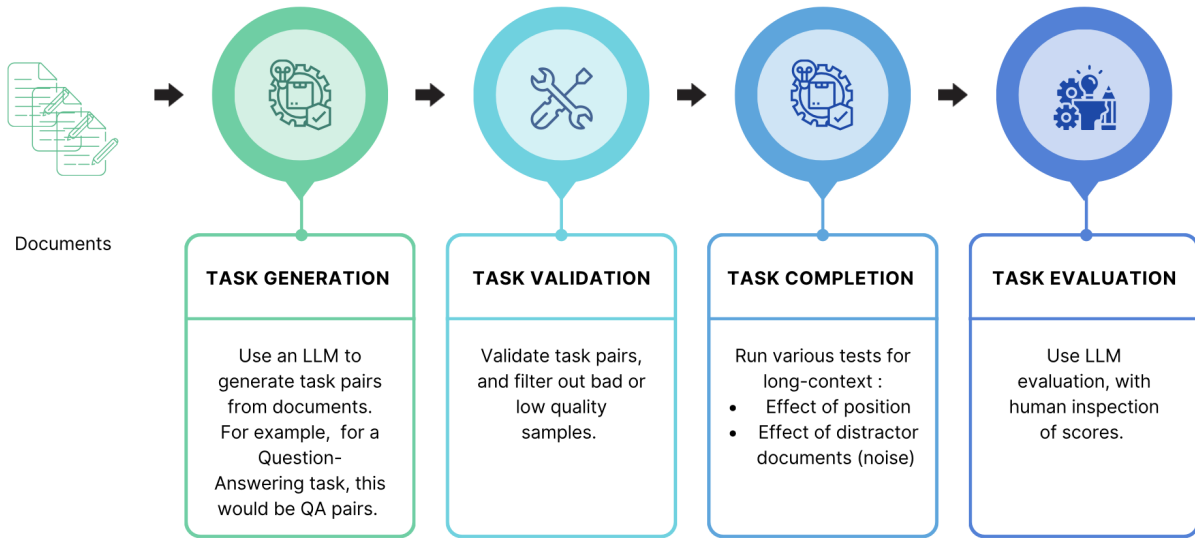 Documents
TASK GENERATION
Use an LLM to
generate task pairs
from documents.
For example, for a
Question-
Answering task, this
would be QA pairs.
TASK VALIDATION
Validate task pairs,
and filter out bad or
low quality
samples.
TASK COMPLETION
Run various tests for
long-context :
• Effect of position
• Effect of distractor
documents (noise)
TASK EVALUATION
Use LLM
evaluation, with
human inspection
of scores.